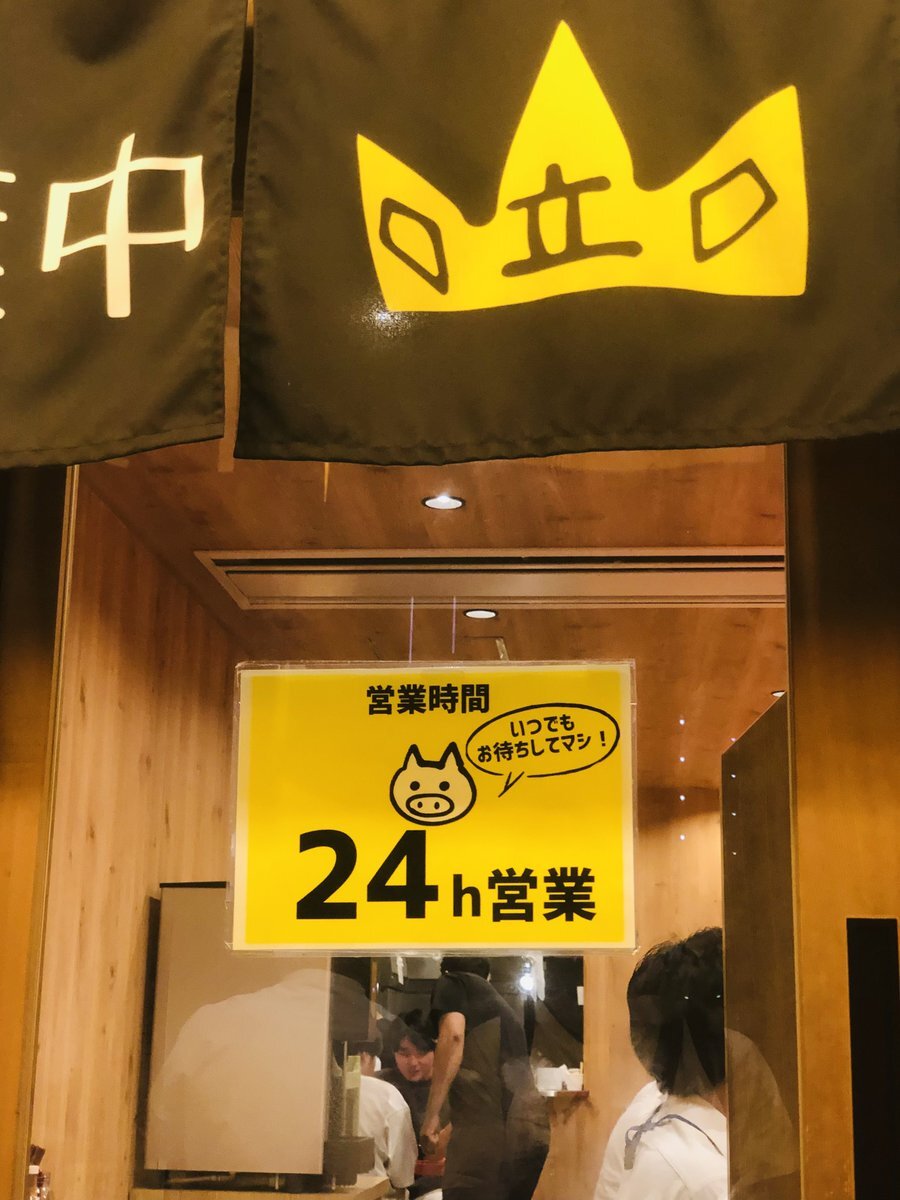 中
立
営業時間
いつでも
お待ちしてマシ！
24h営業